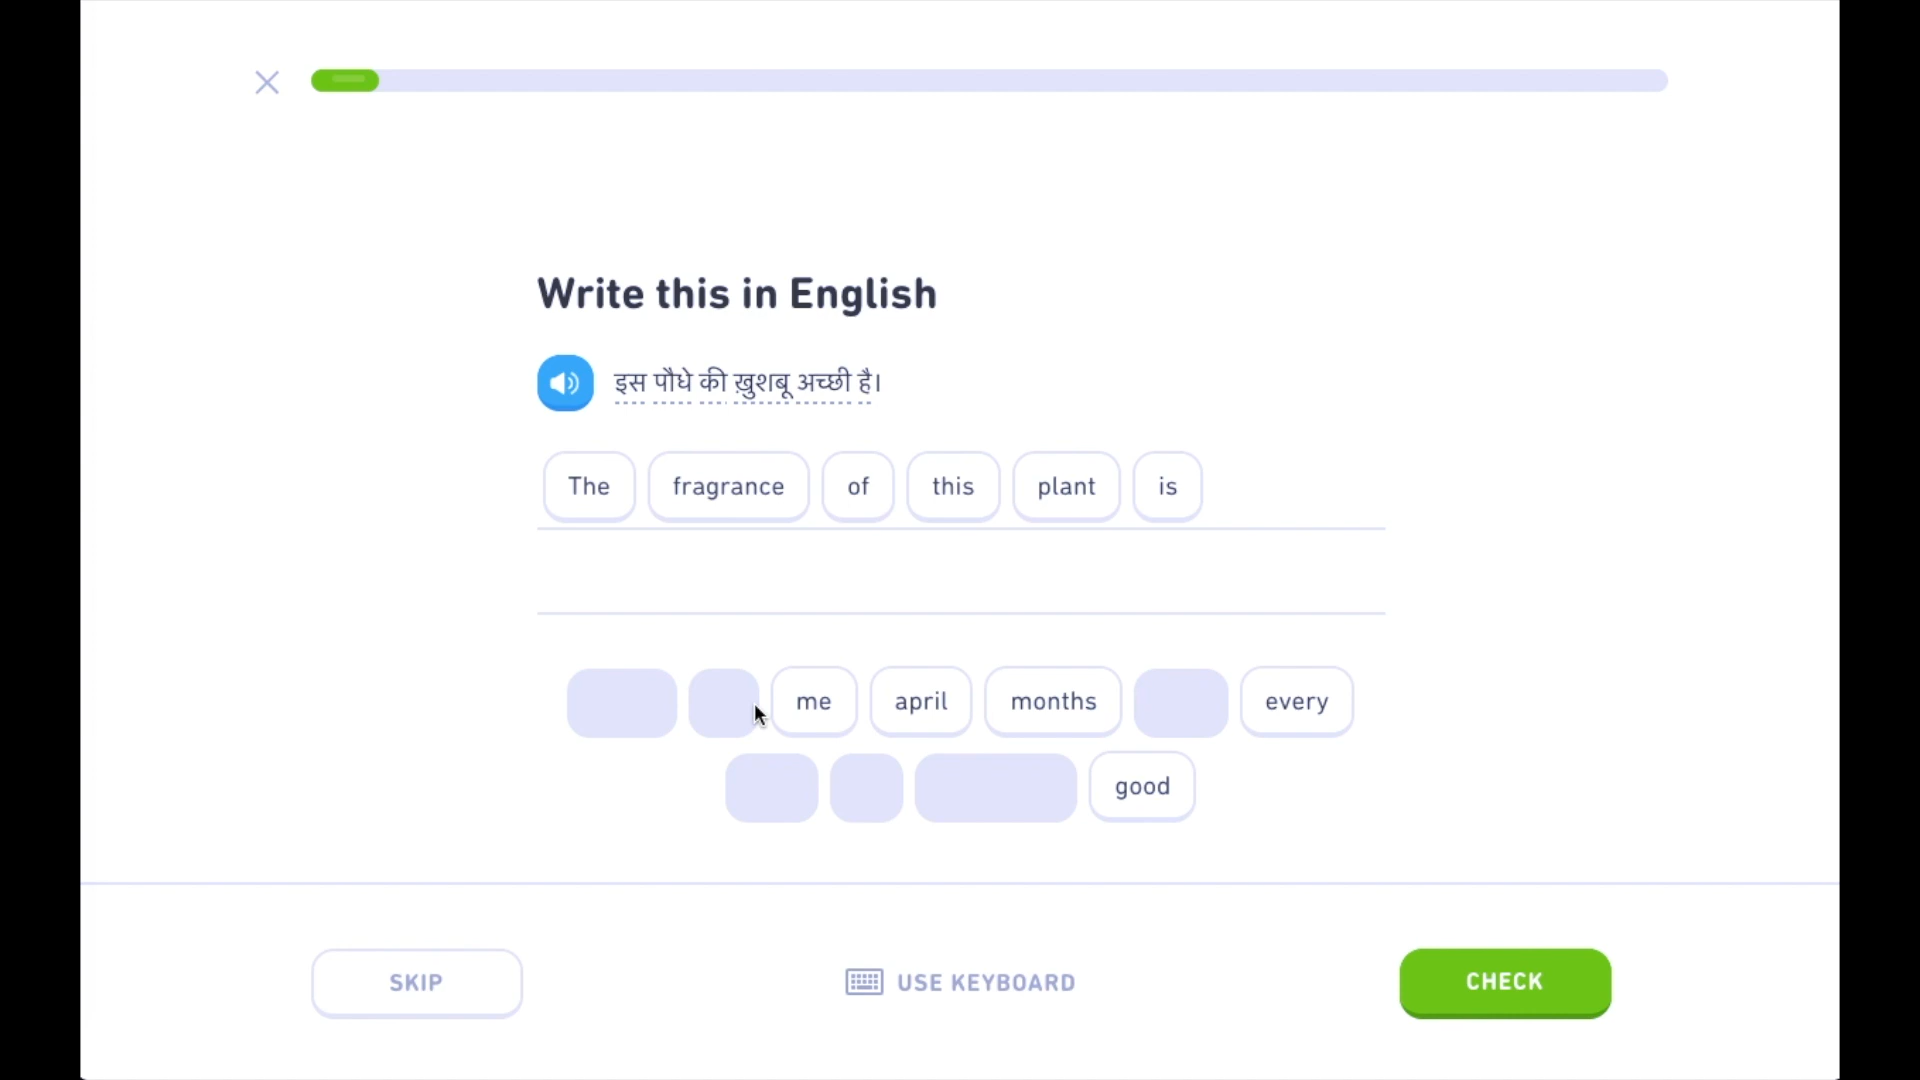 Write this in English
इस पौधे की ख़ुशबू अच्छी है।
The fragrance of this plant is
me april months every
good
SKIP USE KEYBOARD CHECK